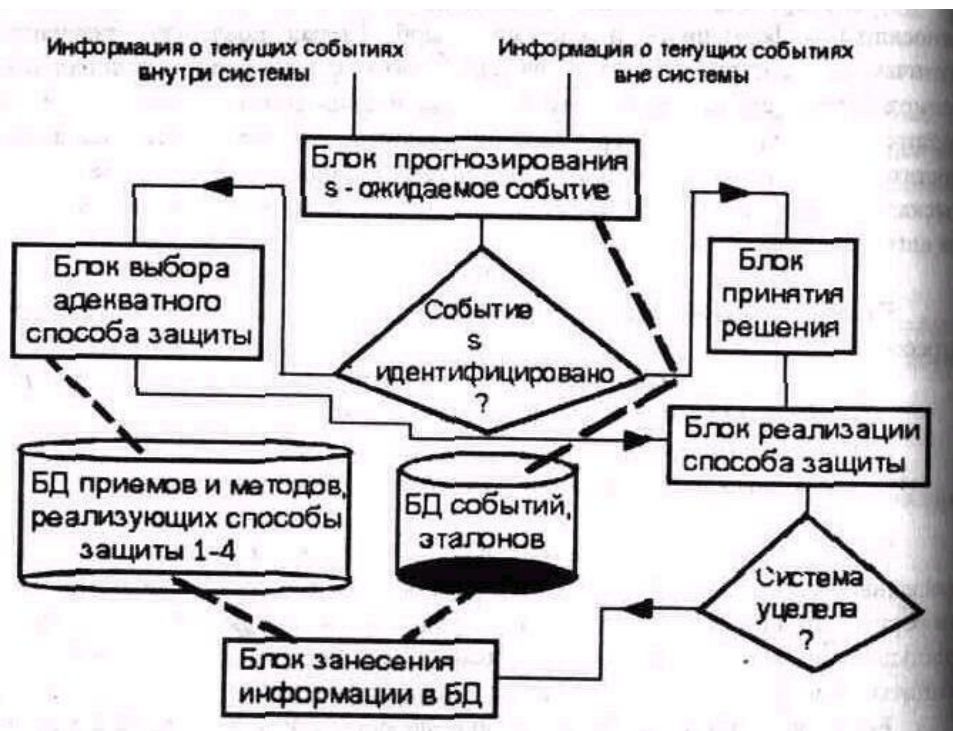 Информация о текущих событиях
внутри системы
Информация о текущих событиях
вне системы
Блок прогнозирования
s - ожидаемое событие
Блок выбора
адекватного
способа защиты
Событие
s
идентифицировано
?
Блок
принятия
решения
Блок реализации
способа защиты
БД приемов и методов,
реализующих способы
защиты 1-4
БД событий,
эталонов
Система
уцелела
?
Блок занесения
информации в БД